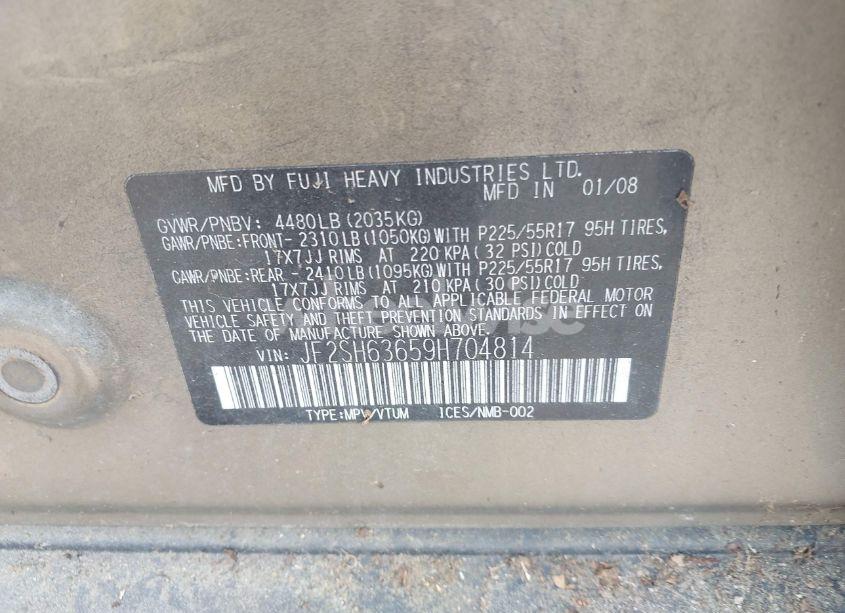 MFD BY FUJI HEAVY INDUSTRIES LTD.
MFD IN 01/08
GVWR/PNBV: 4480LB (2035KG)
GAWR/PNBE:FRONT- 2310LB (1050KG) WITH P225/55R17 95H TIRES,
17X7JJ RIMS AT 220 KPA (32 PSI) COLD
GAWR/PNBE:REAR - 2410LB (1095KG) WITH P225/55R17 95H TIRES,
17X7JJ RIMS AT 210 KPA (30 PSI) COLD
THIS VEHICLE CONFORMS TO ALL APPLICABLE FEDERAL MOTOR
VEHICLE SAFETY AND THEFT PREVENTION STANDARDS IN EFFECT ON
THE DATE OF MANUFACTURE SHOWN ABOVE.
VIN: JF2SH63659H704814
TYPE:MPV/VTUM ICES/NMB-002